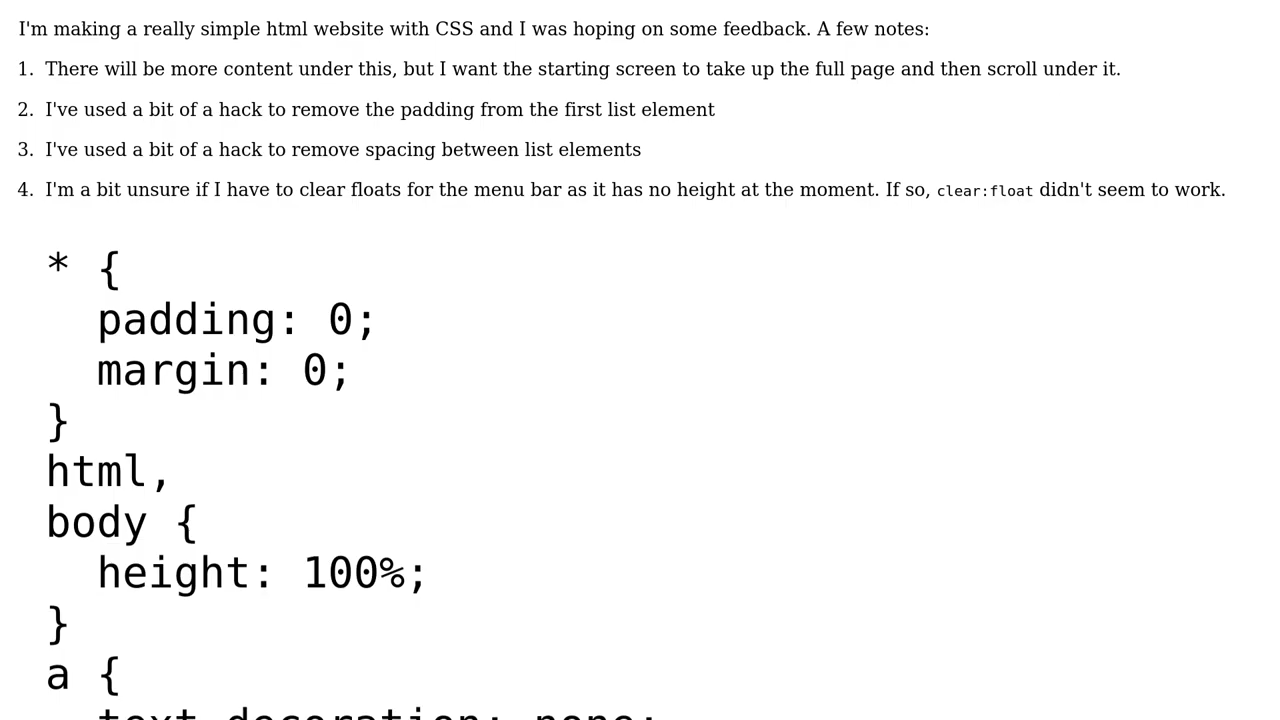 I'm making a really simple html website with CSS and I was hoping on some feedback. A few notes:
1. There will be more content under this, but I want the starting screen to take up the full page and then scroll under it.
2. I've used a bit of a hack to remove the padding from the first list element
3. I've used a bit of a hack to remove spacing between list elements
4. I'm a bit unsure if I have to clear floats for the menu bar as it has no height at the moment. If so, clear:float didn't seem to work.
* {
  padding: 0;
  margin: 0;
}
html,
body {
  height: 100%;
}
a {
  text-decoration: none;